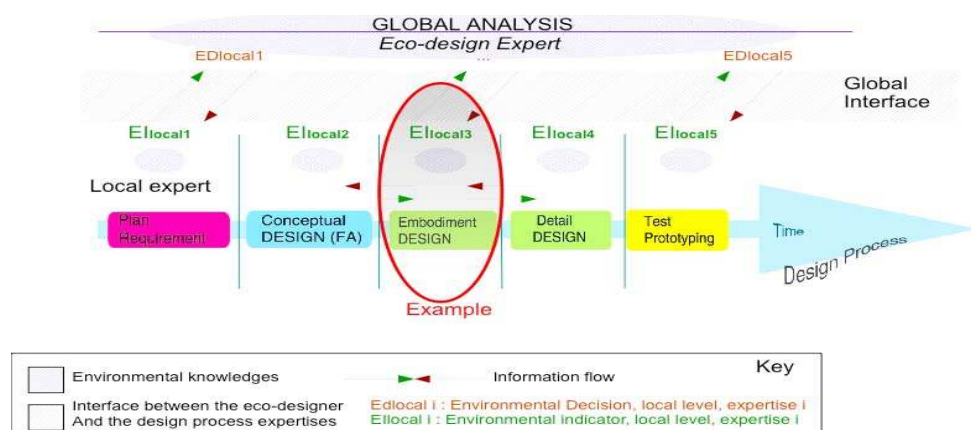 GLOBAL ANALYSIS
Eco-design Expert
EDlocal1
...
EDlocal5
Global
Interface
EIlocal1
EIlocal2
EIlocal3
EIlocal4
EIlocal5
Local expert
Plan
Requirement
Conceptual
DESIGN (FA)
Embodiment
DESIGN
Detail
DESIGN
Test
Prototyping
Time
Design Process
Example
Key
Environmental knowledges
Information flow
Interface between the eco-designer
And the design process expertises
Edlocal i : Environmental Decision, local level, expertise i
EIlocal i : Environmental indicator, local level, expertise i